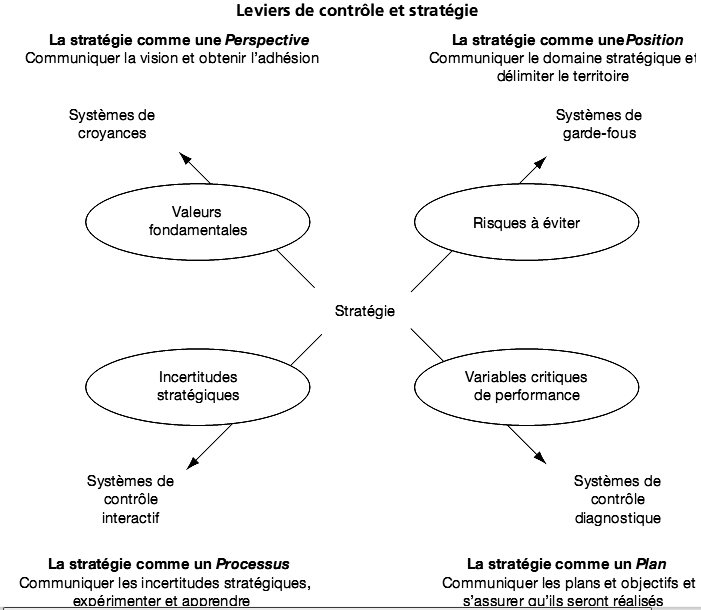 Leviers de contrôle et stratégie
La stratégie comme une Perspective
Communiquer la vision et obtenir l'adhésion
La stratégie comme unePosition
Communiquer le domaine stratégique et
délimiter le territoire
Systèmes de
croyances
Systèmes de
garde-fous
Valeurs
fondamentales
Risques à éviter
Stratégie
Incertitudes
stratégiques
Variables critiques
de performance
Systèmes de
contrôle
interactif
Systèmes de
contrôle
diagnostique
La stratégie comme un Processus
Communiquer les incertitudes stratégiques,
expérimenter et apprendre
La stratégie comme un Plan
Communiquer les plans et objectifs et
s'assurer qu'ils seront réalisés